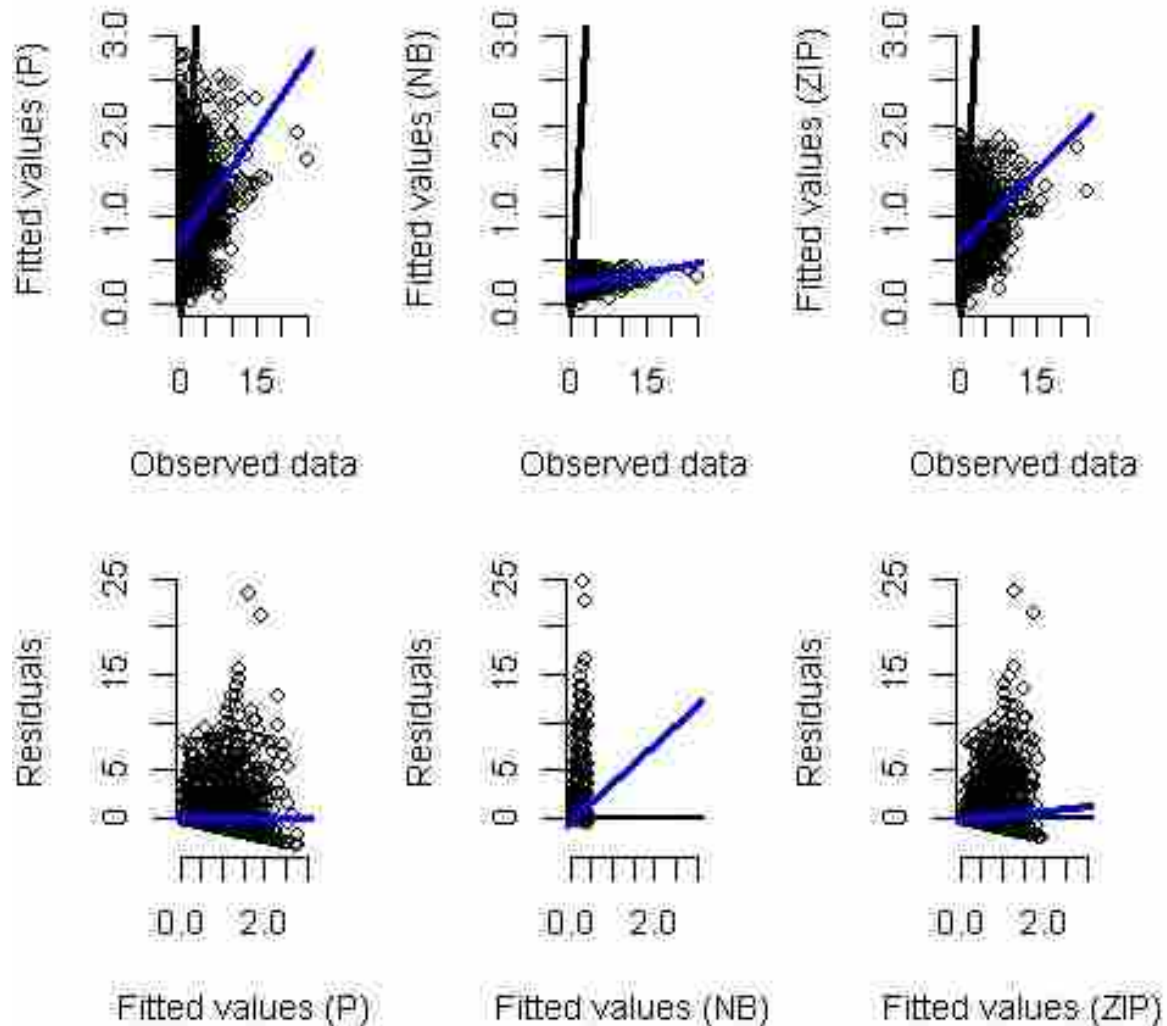 Fitted values (P)
0.0 1.0 2.0 3.0
0 15
Observed data
Fitted values (NB)
0.0 1.0 2.0 3.0
0 15
Observed data
Fitted values (ZIP)
0.0 1.0 2.0 3.0
0 15
Observed data
Residuals
0 5 15 25
0.0 2.0
Fitted values (P)
Residuals
0 5 15 25
0.0 2.0
Fitted values (NB)
Residuals
0 5 15 25
0.0 2.0
Fitted values (ZIP)